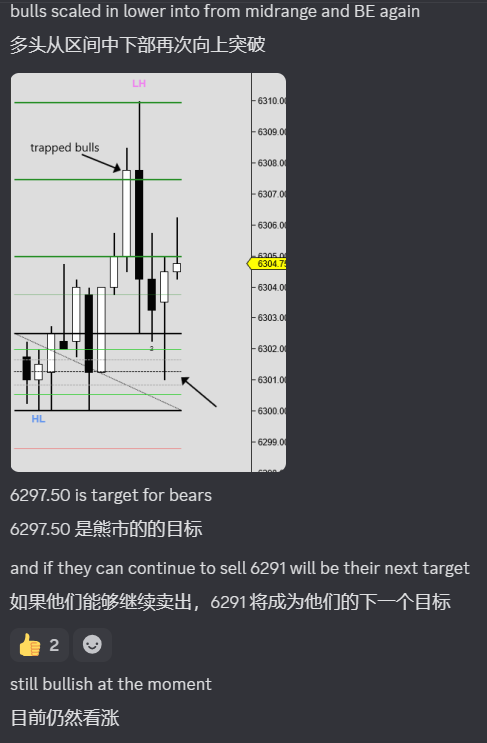 bulls scaled in lower into from midrange and BE again
多头从区间中下部再次向上突破
LH
6310.00
6309.00
trapped bulls
6308.00
6307.00
6306.00
6305.00
6304.75
6304.00
6303.00
3
6302.00
6301.00
6300.00
HL
6299.00
6297.50 is target for bears
6297.50 是熊市的的目标
and if they can continue to sell 6291 will be their next target
如果他们能够继续卖出，6291 将成为他们的下一个目标
👍 2
still bullish at the moment
目前仍然看涨